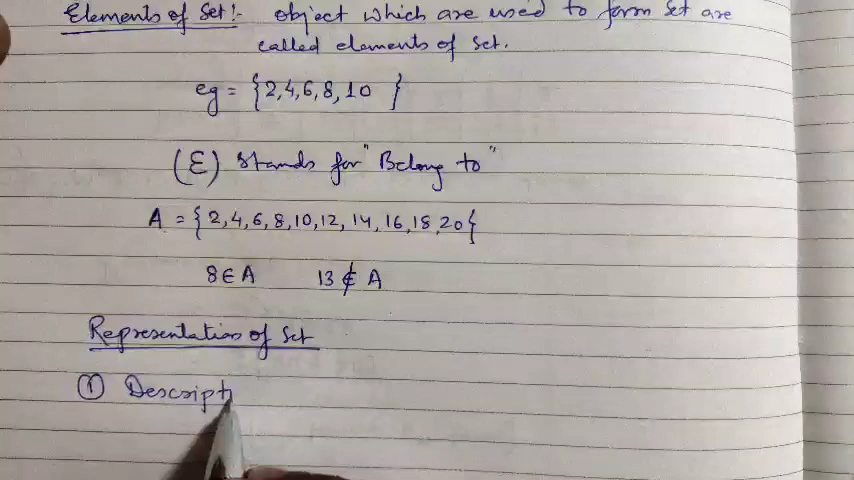 Elements of Set:- Object which are used to form Set are
called elements of Set.
eg = {2,4,6,8,10 }
(Ɛ) Stands for "Belong to"
A = {2,4,6,8,10,12,14,16,18,20{
8 ∈ A 13 ∉ A
Representation of Set
① Descript